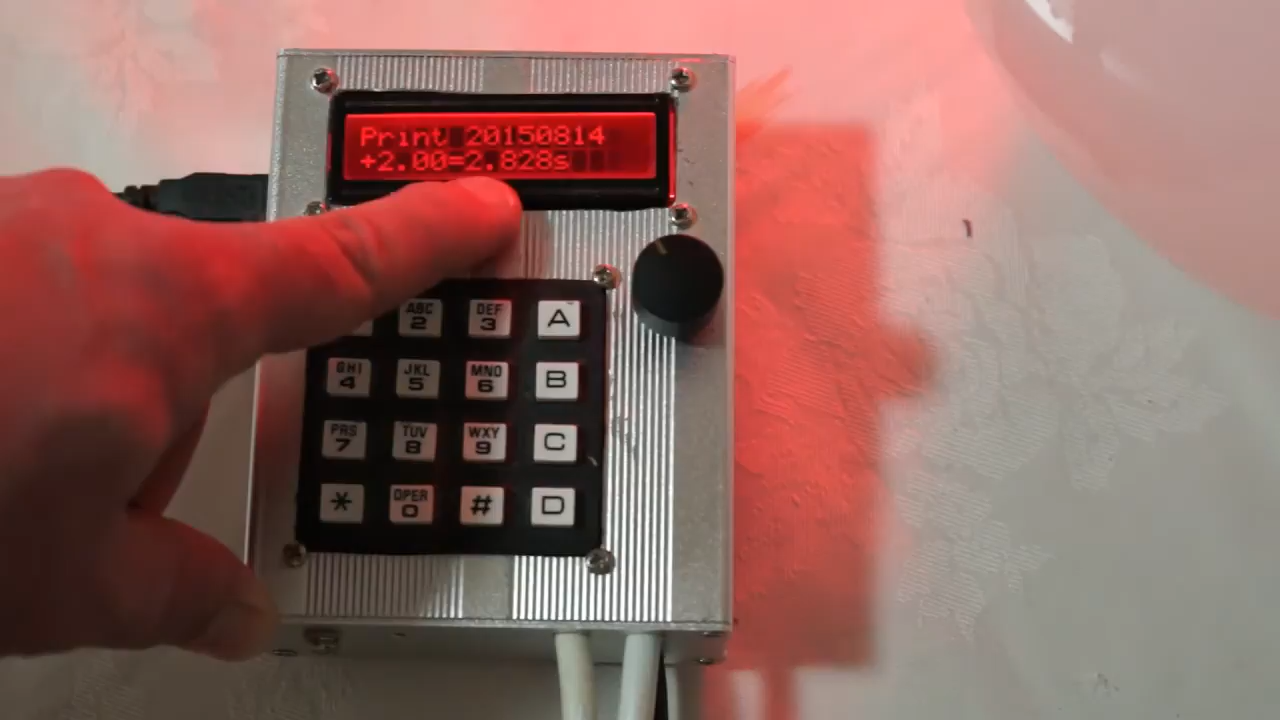 Print 20150814
+2.00=2.828s
ABC DEF
2 3 A
GHI JKL MNO
4 5 6 B
PRS TUV WXY
7 8 9 C
OPER
* 0 # D